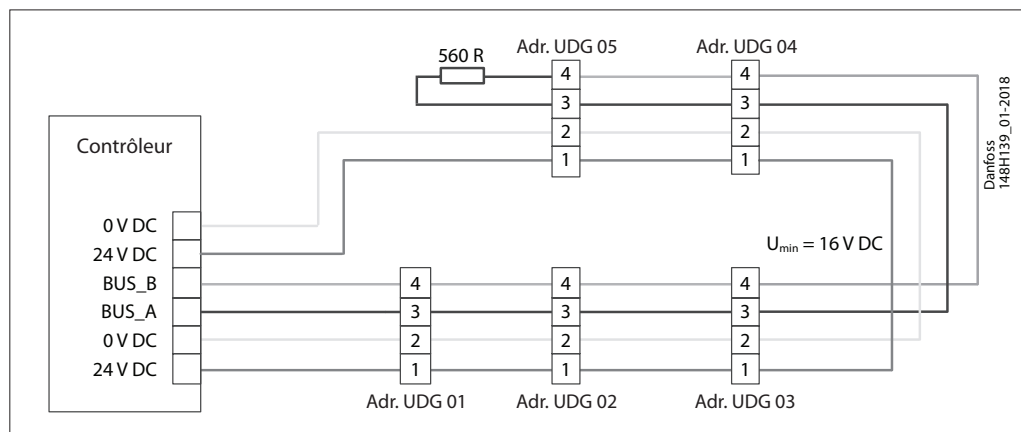 Adr. UDG 05
Adr. UDG 04
560 R
4
4
3
3
2
2
1
1
Danfoss
148H139_01-2018
Contrôleur
0 V DC
24 V DC
BUS_B
BUS_A
0 V DC
24 V DC
Umin = 16 V DC
4
4
4
3
3
3
2
2
2
1
1
1
Adr. UDG 01
Adr. UDG 02
Adr. UDG 03